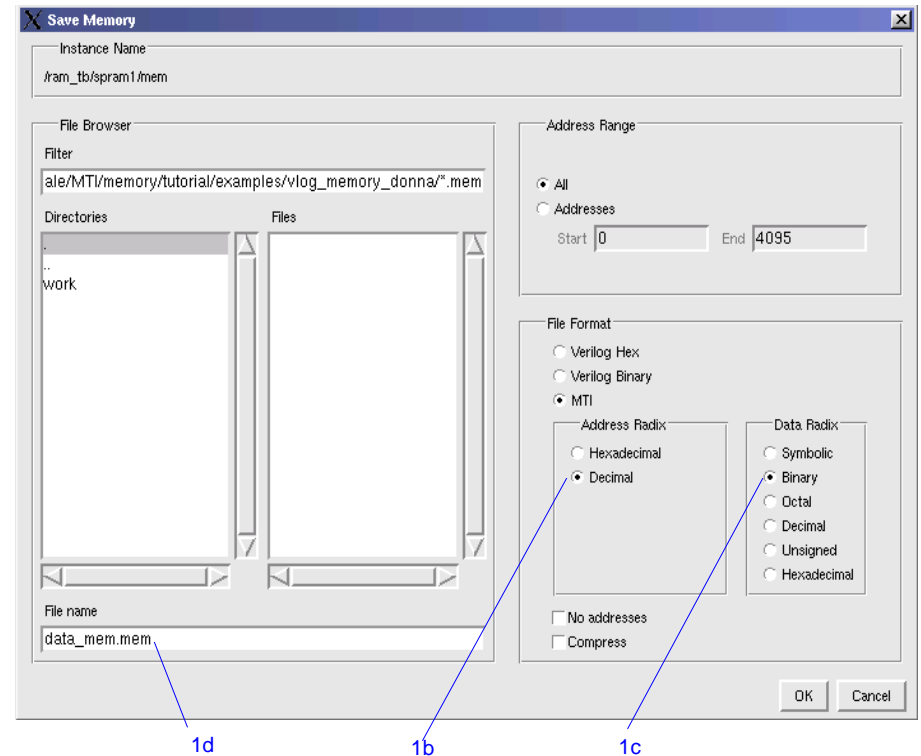 Save Memory
Instance Name
/ram_tb/spram1/mem
File Browser
Filter
ale/MTI/memory/tutorial/examples/vlog_memory_donna/*.mem
Directories
Files
.
..
work
File name
data_mem.mem
Address Range
All
Addresses
Start 0 End 4095
File Format
Verilog Hex
Verilog Binary
MTI
Address Radix
Hexadecimal
Decimal
Data Radix
Symbolic
Binary
Octal
Decimal
Unsigned
Hexadecimal
No addresses
Compress
OK Cancel
1d 1b 1c